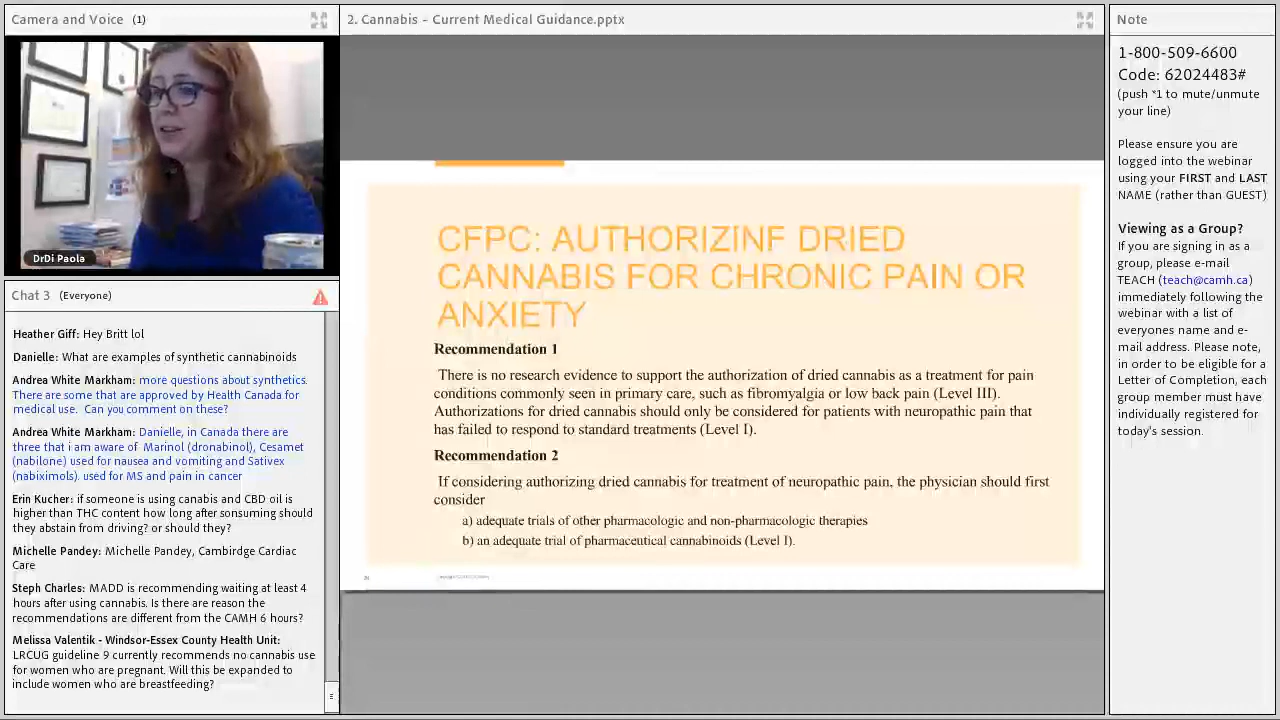 Camera and Voice (1)
DrDi Paola
Chat 3 (Everyone)
Heather Giff: Hey Britt lol
Danielle: What are examples of synthetic cannabinoids
Andrea White Markham: more questions about synthetics.
There are some that are approved by Health Canada for
medical use. Can you comment on these?
Andrea White Markham: Danielle, in Canada there are
three that i am aware of Marinol (dronabinol), Cesamet
(nabilone) used for nausea and vomiting and Sativex
(nabiximols). used for MS and pain in cancer
Erin Kucher: if someone is using canabis and CBD oil is
higher than THC content how long after sonsuming should
they abstain from driving? or should they?
Michelle Pandey: Michelle Pandey, Cambirdge Cardiac
Care
Steph Charles: MADD is recommending waiting at least 4
hours after using cannabis. Is there are reason the
recommendations are different from the CAMH 6 hours?
Melissa Valentik - Windsor-Essex County Health Unit:
LRCUG guideline 9 currently recommends no cannabis use
for women who are pregnant. Will this be expanded to
include women who are breastfeeding?
2. Cannabis - Current Medical Guidance.pptx
CFPC: AUTHORIZINF DRIED
CANNABIS FOR CHRONIC PAIN OR
ANXIETY
Recommendation 1
There is no research evidence to support the authorization of dried cannabis as a treatment for pain
conditions commonly seen in primary care, such as fibromyalgia or low back pain (Level III).
Authorizations for dried cannabis should only be considered for patients with neuropathic pain that
has failed to respond to standard treatments (Level I).
Recommendation 2
If considering authorizing dried cannabis for treatment of neuropathic pain, the physician should first
consider
a) adequate trials of other pharmacologic and non-pharmacologic therapies
b) an adequate trial of pharmaceutical cannabinoids (Level I).
Note
1-800-509-6600
Code: 62024483#
(push *1 to mute/unmute
your line)
Please ensure you are
logged into the webinar
using your FIRST and LAST
NAME (rather than GUEST)
Viewing as a Group?
If you are signing in as a
group, please e-mail
TEACH (teach@camh.ca)
immediately following the
webinar with a list of
everyones name and e-
mail address. Please note,
in order to be eligible for a
Letter of Completion, each
group member must have
individually registered for
today's session.